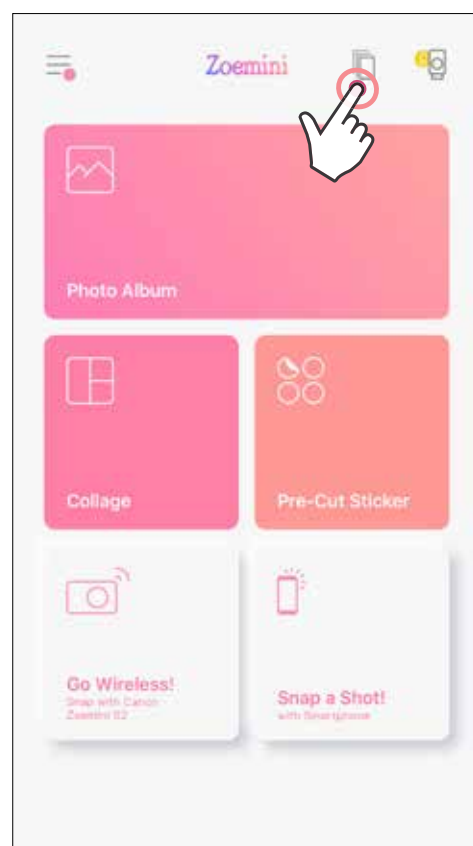 Zoemini
Photo Album
Collage
Pre-Cut Sticker
Go Wireless!
Snap with Canon
Zoemini S2
Snap a Shot!
with Smartphone